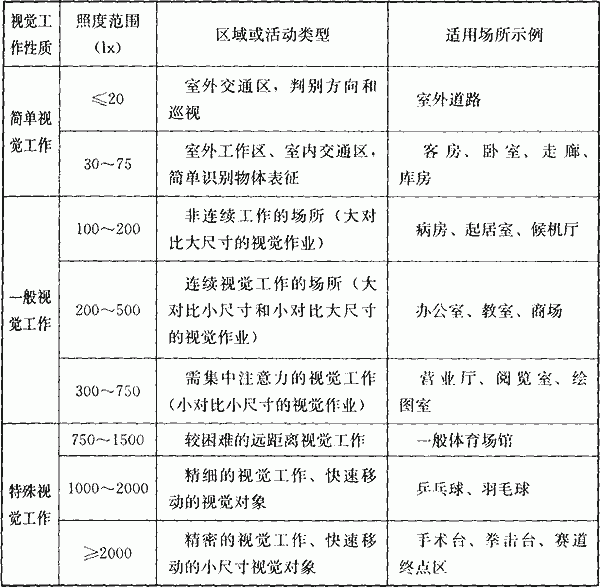 视觉工作性质
照度范围(lx)
区域或活动类型
适用场所示例
简单视觉工作
≤20
室外交通区，判别方向和巡视
室外道路
30～75
室外工作区、室内交通区，简单识别物体表征
客房、卧室、走廊、库房
一般视觉工作
100～200
非连续工作的场所（大对比大尺寸的视觉作业）
病房、起居室、候机厅
200～500
连续视觉工作的场所（大对比小尺寸和小对比大尺寸的视觉作业）
办公室、教室、商场
300～750
需集中注意力的视觉工作(小对比小尺寸的视觉作业）
营业厅、阅览室、绘图室
特殊视觉工作
750～1500
较困难的远距离视觉工作
一般体育场馆
1000～2000
精细的视觉工作、快速移动的视觉对象
乒乓球、羽毛球
≥2000
精密的视觉工作、快速移动的小尺寸视觉对象
手术台、拳击台、赛道终点区